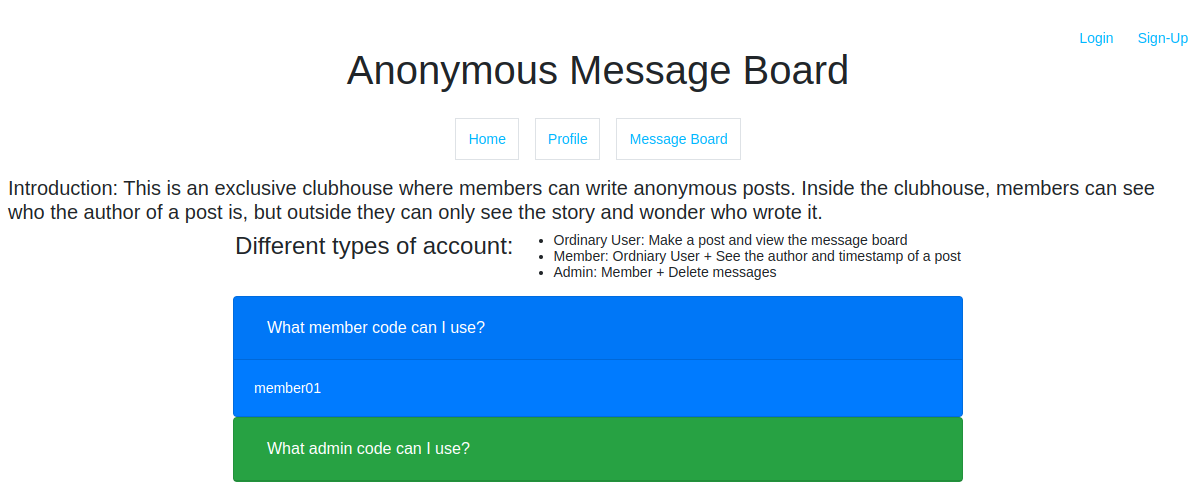 Login Sign-Up
Anonymous Message Board
Home Profile Message Board
Introduction: This is an exclusive clubhouse where members can write anonymous posts. Inside the clubhouse, members can see
who the author of a post is, but outside they can only see the story and wonder who wrote it.
Different types of account:
Ordinary User: Make a post and view the message board
Member: Ordniary User + See the author and timestamp of a post
Admin: Member + Delete messages
What member code can I use?
member01
What admin code can I use?